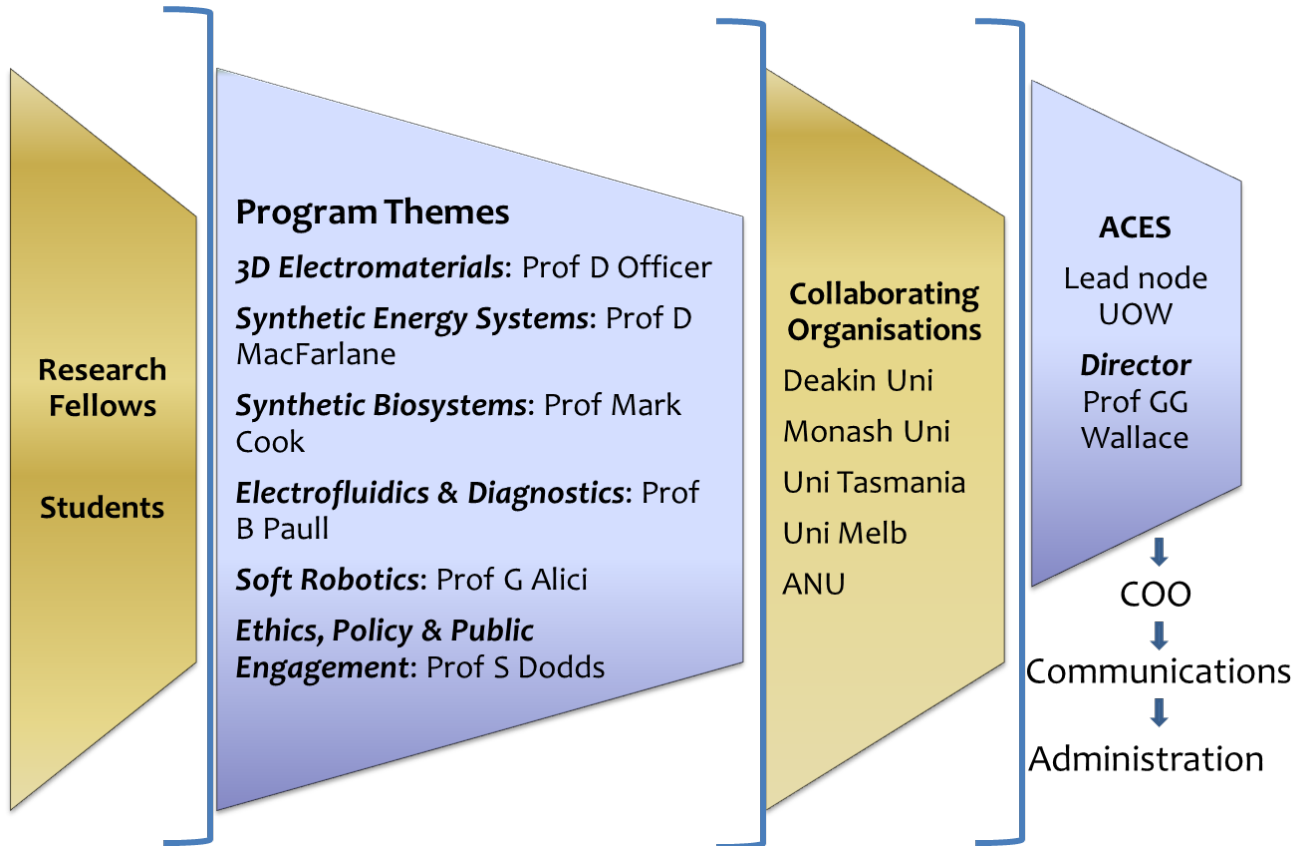 Research
Fellows
Students
Program Themes
3D Electromaterials: Prof D Officer
Synthetic Energy Systems: Prof D
MacFarlane
Synthetic Biosystems: Prof Mark
Cook
Electrofluidics & Diagnostics: Prof
B Paull
Soft Robotics: Prof G Alici
Ethics, Policy & Public
Engagement: Prof S Dodds
Collaborating
Organisations
Deakin Uni
Monash Uni
Uni Tasmania
Uni Melb
ANU
ACES
Lead node
UOW
Director
Prof GG
Wallace
COO
Communications
Administration